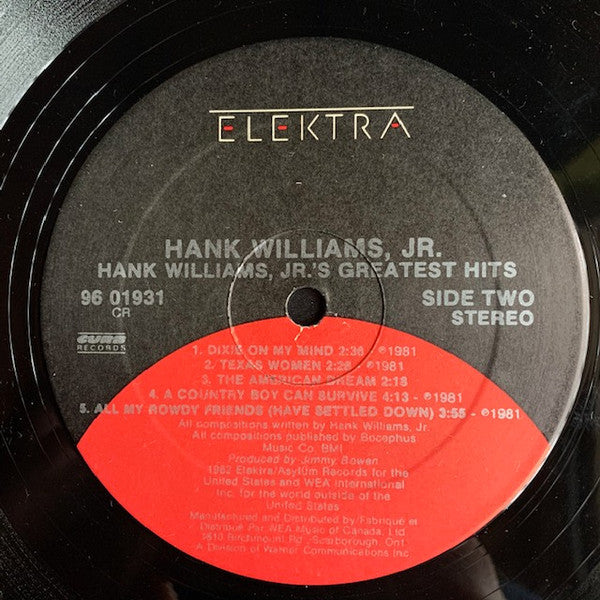 ELEKTRA
HANK WILLIAMS, JR.
HANK WILLIAMS, JR.'S GREATEST HITS
96 01931
CR
SIDE TWO
STEREO
CURB
RECORDS
1. DIXIE ON MY MIND 2:36 - ℗1981
2. TEXAS WOMEN 2:28 - ℗1981
3. THE AMERICAN DREAM 2:18
4. A COUNTRY BOY CAN SURVIVE 4:13 - ℗1981
5. ALL MY ROWDY FRIENDS (HAVE SETTLED DOWN) 3:55 - ℗1981
All compositions written by Hank Williams, Jr.
All compositions published by Bocephus
Music Co. BMI
Produced by Jimmy Bowen
1982 Elektra/Asylum Records for the
United States and WEA International
Inc. for the world outside of the
United States
Manufactured and Distributed by/Fabriqué et
Distribué Par WEA Music of Canada, Ltd
1810 Birchmount Rd., Scarborough, Ont.
A Division of Warner Communications Inc.